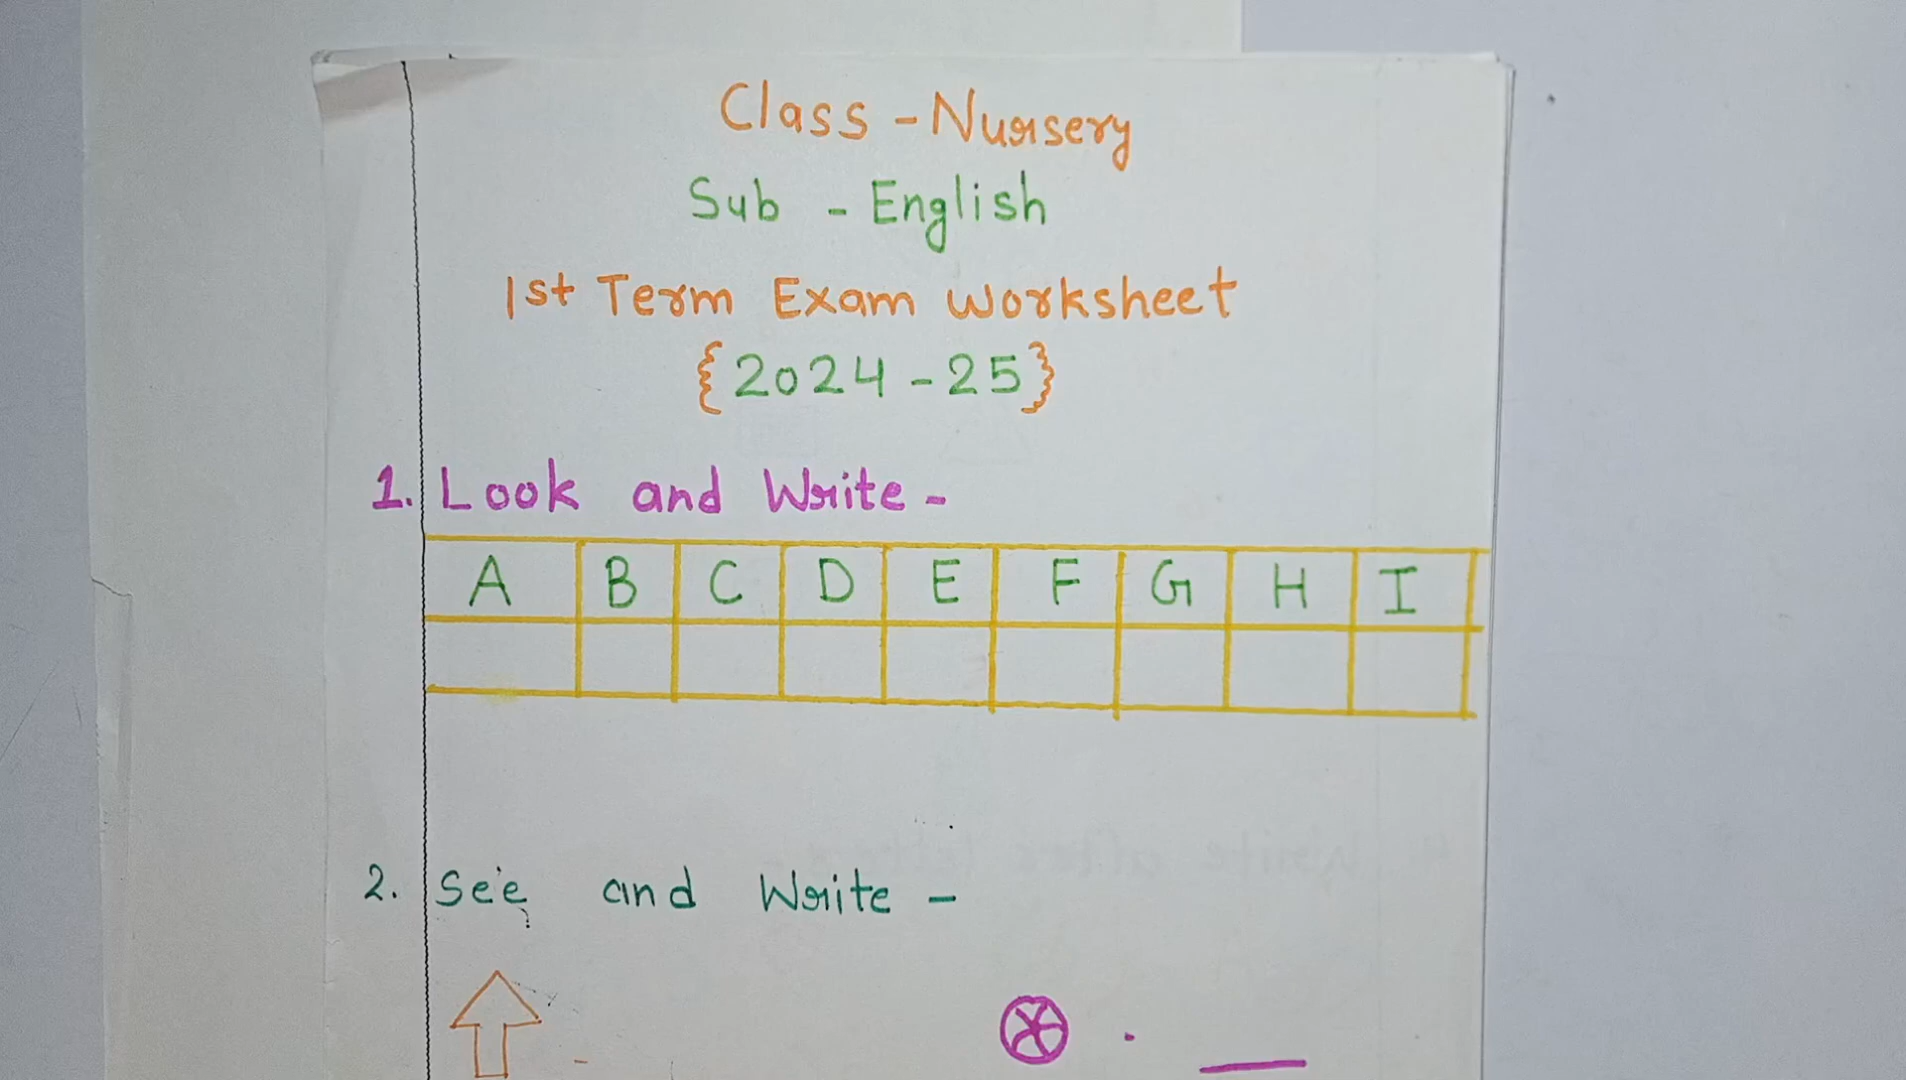 Class - Nursery
Sub - English
1st Term Exam Worksheet
{2024-25}
1. Look and Write -
A B C D E F G H I
2. See and Write -